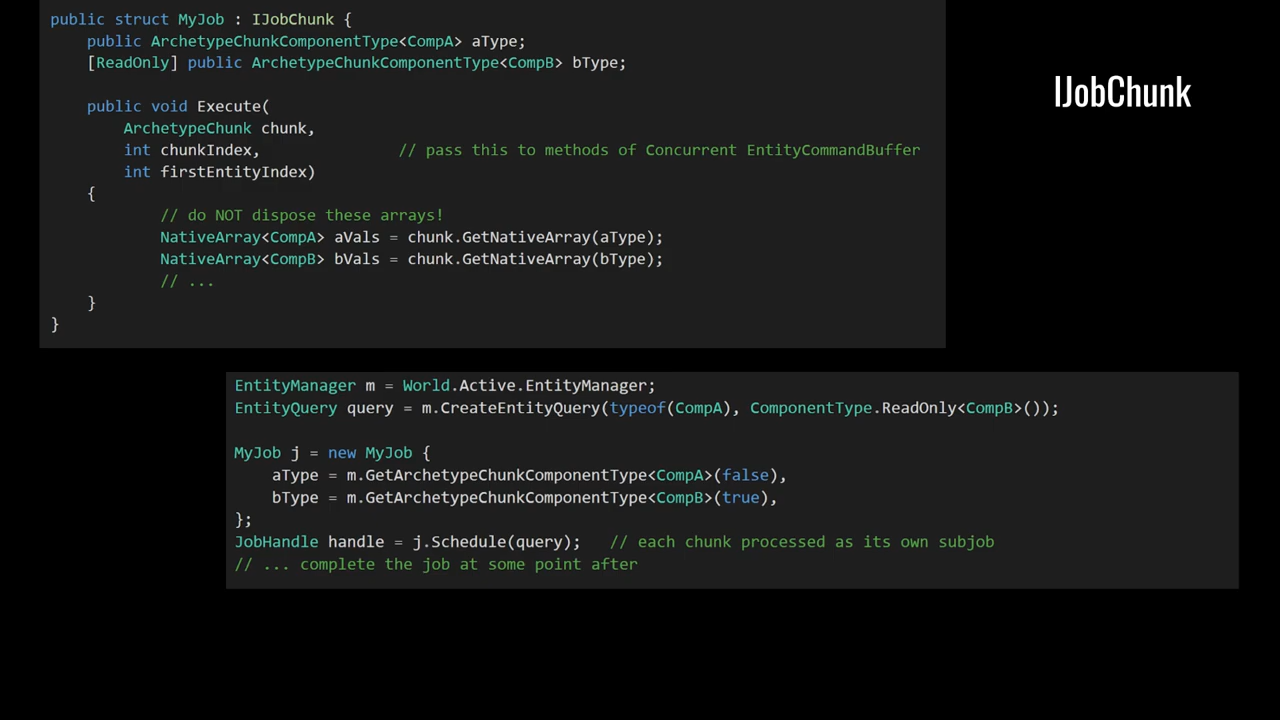 public struct MyJob : IJobChunk {
    public ArchetypeChunkComponentType<CompA> aType;
    [ReadOnly] public ArchetypeChunkComponentType<CompB> bType;
    public void Execute(
        ArchetypeChunk chunk,
        int chunkIndex,               // pass this to methods of Concurrent EntityCommandBuffer
        int firstEntityIndex)
    {
            // do NOT dispose these arrays!
            NativeArray<CompA> aVals = chunk.GetNativeArray(aType);
            NativeArray<CompB> bVals = chunk.GetNativeArray(bType);
            // ...
    }
}
IJobChunk
EntityManager m = World.Active.EntityManager;
EntityQuery query = m.CreateEntityQuery(typeof(CompA), ComponentType.ReadOnly<CompB>());
MyJob j = new MyJob {
    aType = m.GetArchetypeChunkComponentType<CompA>(false),
    bType = m.GetArchetypeChunkComponentType<CompB>(true),
};
JobHandle handle = j.Schedule(query);   // each chunk processed as its own subjob
// ... complete the job at some point after